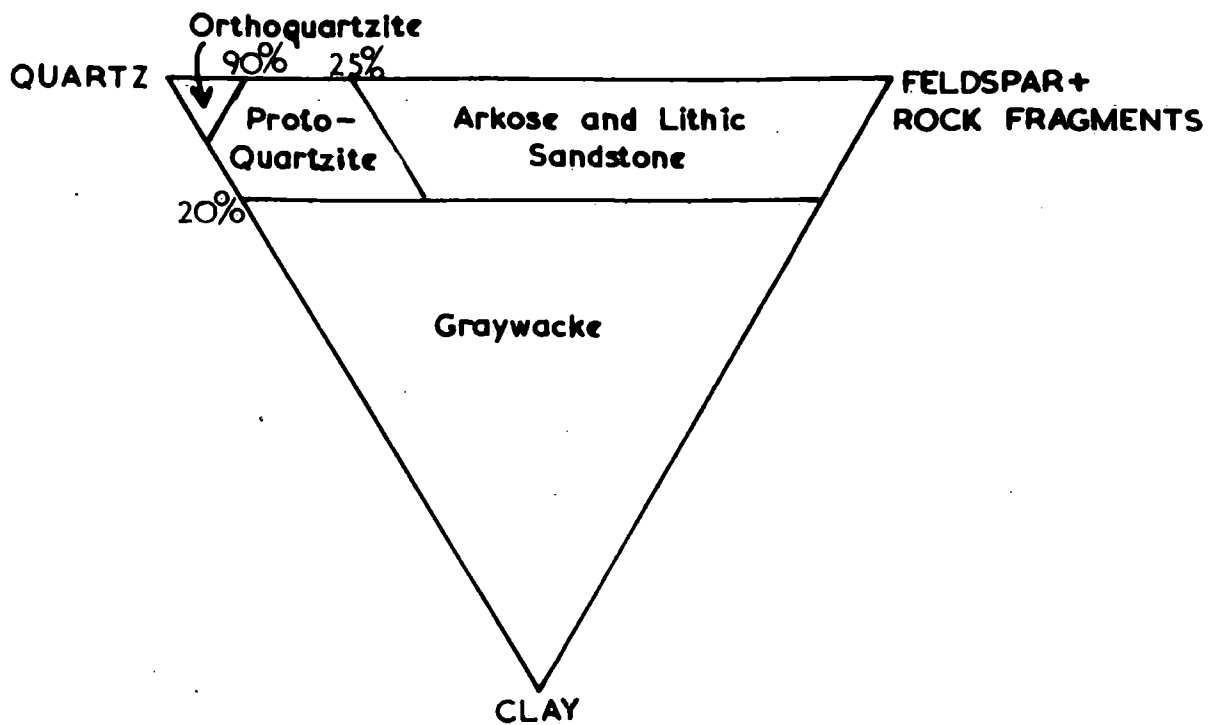 Orthoquartzite
90% 25%
QUARTZ
FELDSPAR+
ROCK FRAGMENTS
Proto-
Quartzite
Arkose and Lithic
Sandstone
20%
Graywacke
CLAY